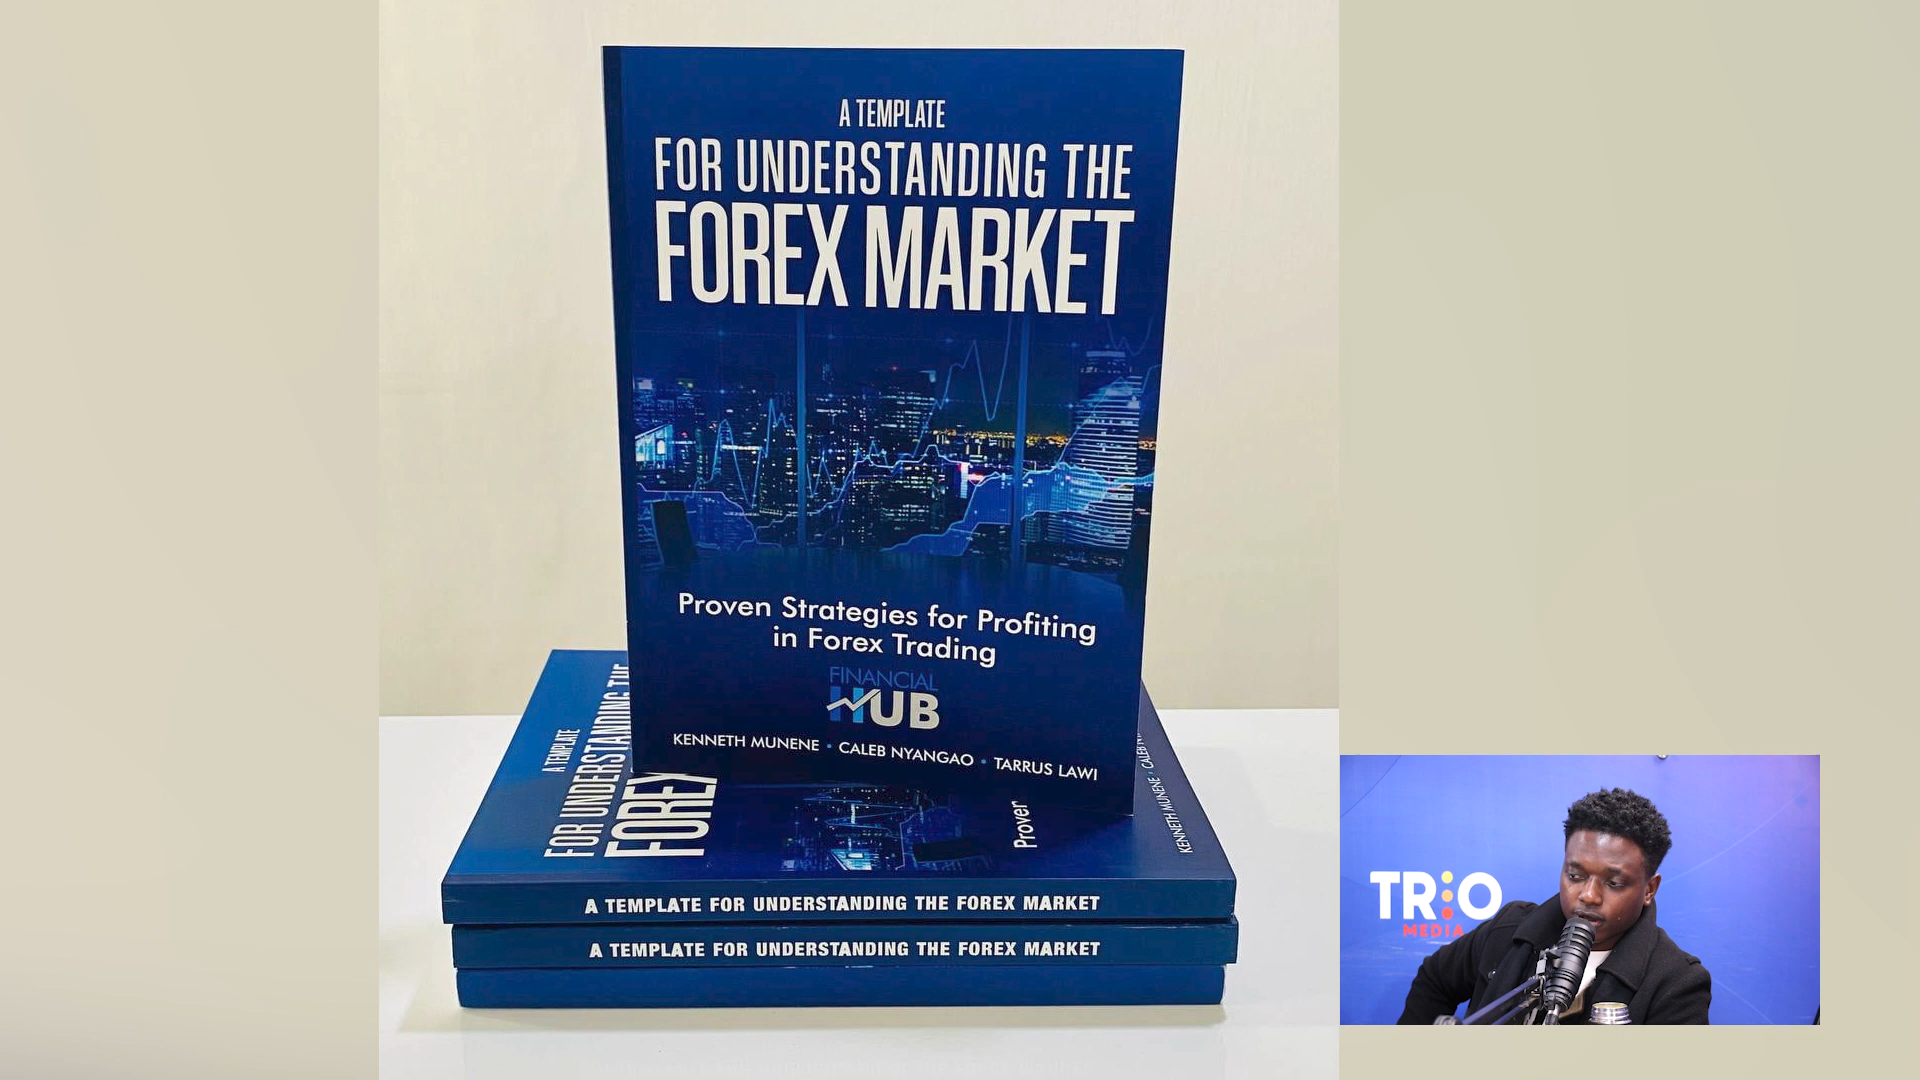 A TEMPLATE
FOR UNDERSTANDING THE
FOREX MARKET
Proven Strategies for Profiting
in Forex Trading
FINANCIAL
HUB
KENNETH MUNENE • CALEB NYANGAO • TARRUS LAWI
A TEMPLATE
FOR UNDERSTANDING THE
FOREX
Prover
KENNETH MUNENE • CALEB
A TEMPLATE FOR UNDERSTANDING THE FOREX MARKET
A TEMPLATE FOR UNDERSTANDING THE FOREX MARKET
TRIO
MEDIA